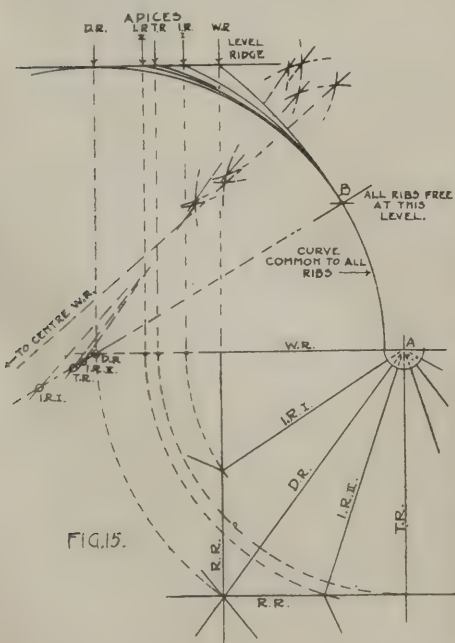 APICES
D.R. I.R. II T.R. I.R. I W.R.
LEVEL
RIDGE
B
ALL RIBS FREE
AT THIS
LEVEL.
CURVE
COMMON TO ALL
RIBS
TO CENTRE W.R.
W.R.
A
D.R.
I.R. II.
T.R.
I.R.I.
I.R.I.
D.R.
I.R.II.
T.R.
R.R.
R.R.
FIG.15.